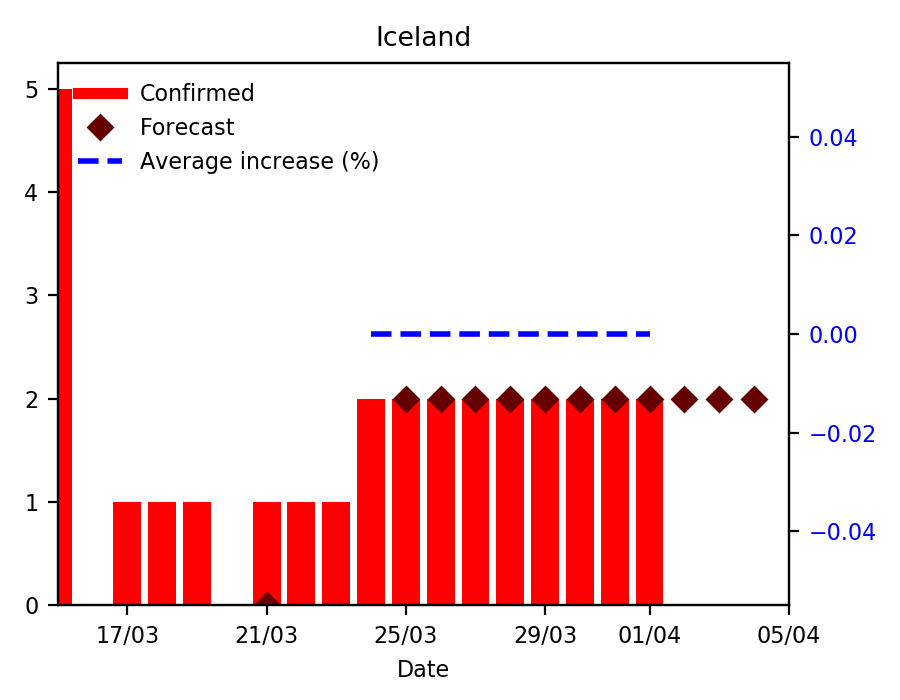 Iceland
Confirmed
Forecast
Average increase (%)
5
4
3
2
1
0
0.04
0.02
0.00
−0.02
−0.04
17/03 21/03 25/03 29/03 01/04 05/04
Date